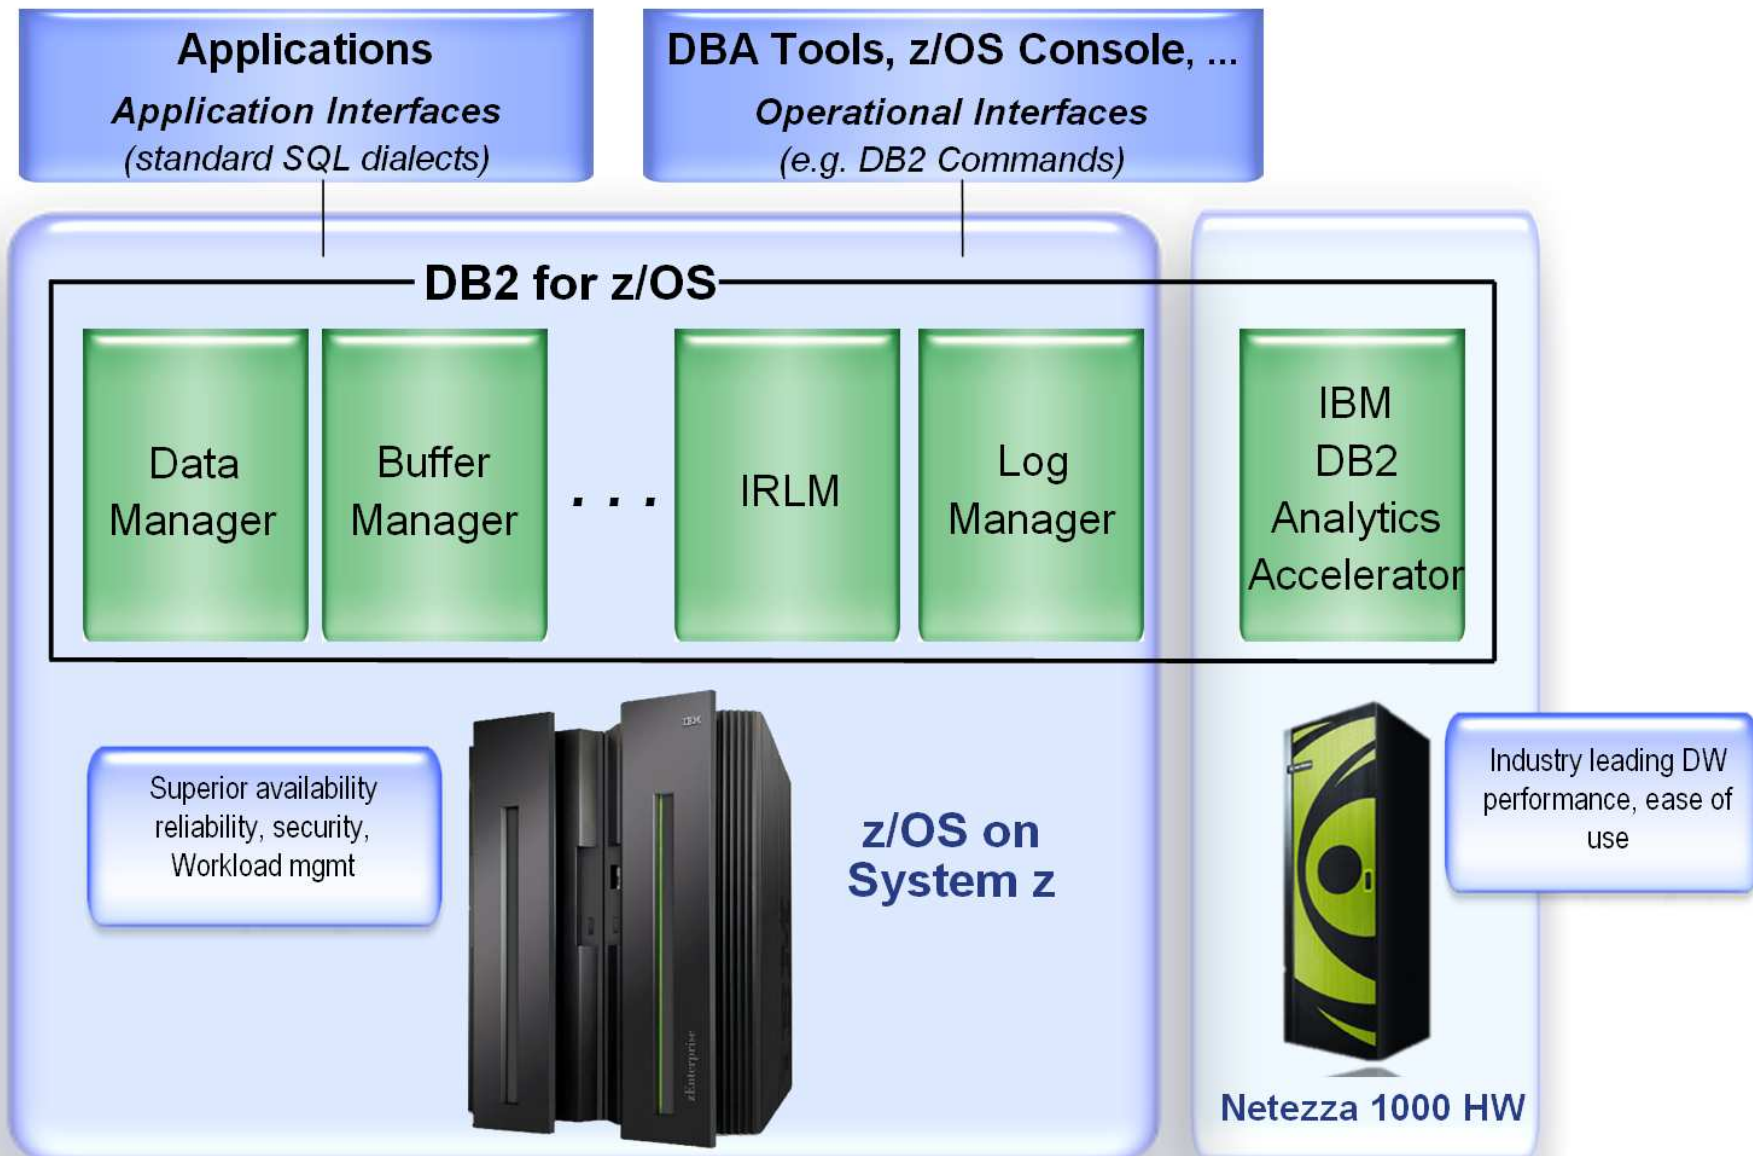 Applications
Application Interfaces
(standard SQL dialects)
DBA Tools, z/OS Console, ...
Operational Interfaces
(e.g. DB2 Commands)
DB2 for z/OS
Data
Manager
Buffer
Manager
. . .
IRLM
Log
Manager
IBM
DB2
Analytics
Accelerator
Superior availability
reliability, security,
Workload mgmt
IBM
zEnterprise
z/OS on
System z
Industry leading DW
performance, ease of
use
Netezza 1000 HW